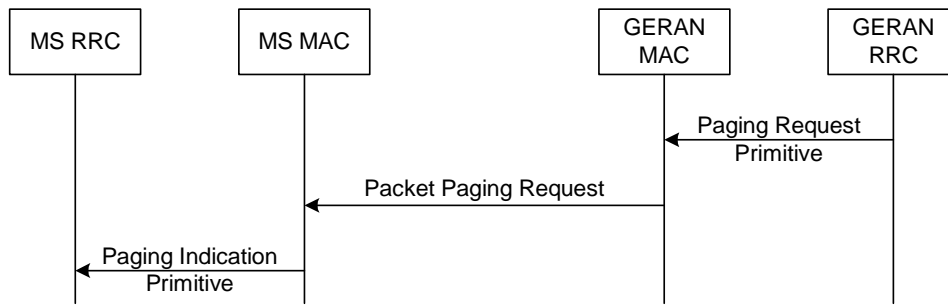 MS RRC
MS MAC
GERAN
MAC
GERAN
RRC
Paging Request
Primitive
Packet Paging Request
Paging Indication
Primitive